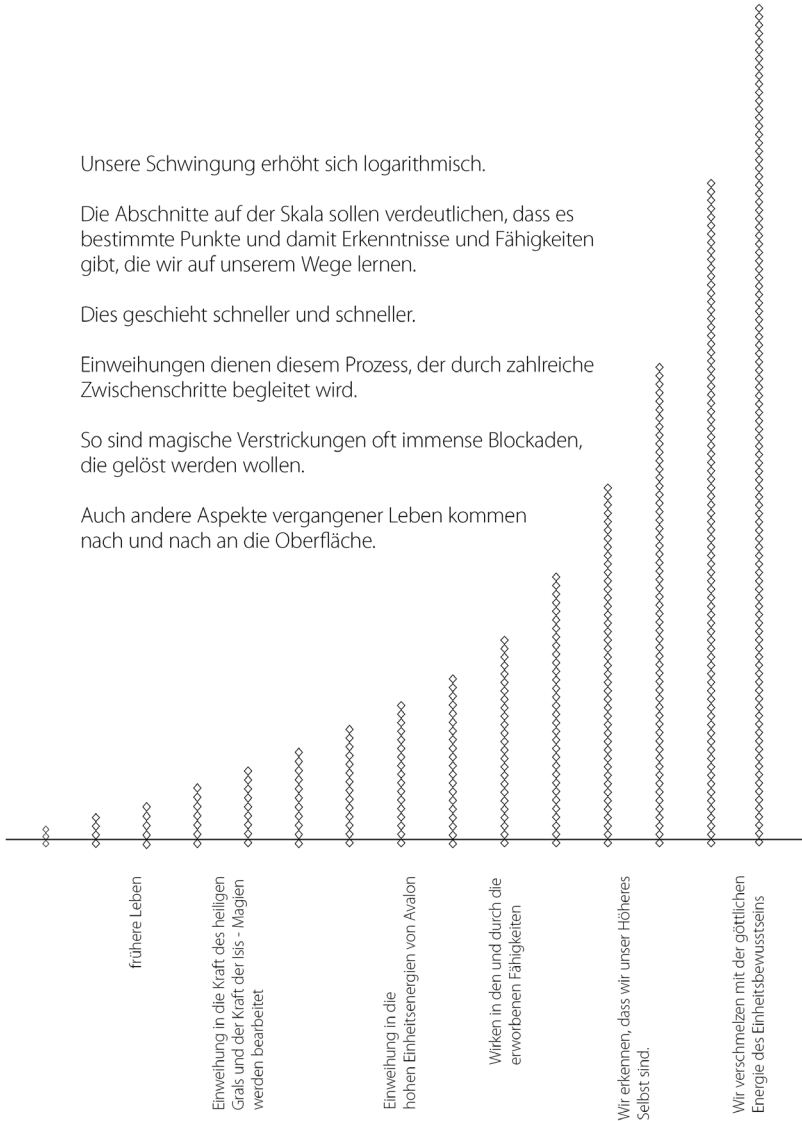 Unsere Schwingung erhöht sich logarithmisch.
Die Abschnitte auf der Skala sollen verdeutlichen, dass es
bestimmte Punkte und damit Erkenntnisse und Fähigkeiten
gibt, die wir auf unserem Wege lernen.
Dies geschieht schneller und schneller.
Einweihungen dienen diesem Prozess, der durch zahlreiche
Zwischenschritte begleitet wird.
So sind magische Verstrickungen oft immense Blockaden,
die gelöst werden wollen.
Auch andere Aspekte vergangener Leben kommen
nach und nach an die Oberfläche.
frühere Leben
Einweihung in die Kraft des heiligen
Grals und der Kraft der Isis - Magien
werden bearbeitet
Einweihung in die
hohen Einheitsenergien von Avalon
Wirken in den und durch die
erworbenen Fähigkeiten
Wir erkennen, dass wir unser Höheres
Selbst sind.
Wir verschmelzen mit der göttlichen
Energie des Einheitsbewusstseins